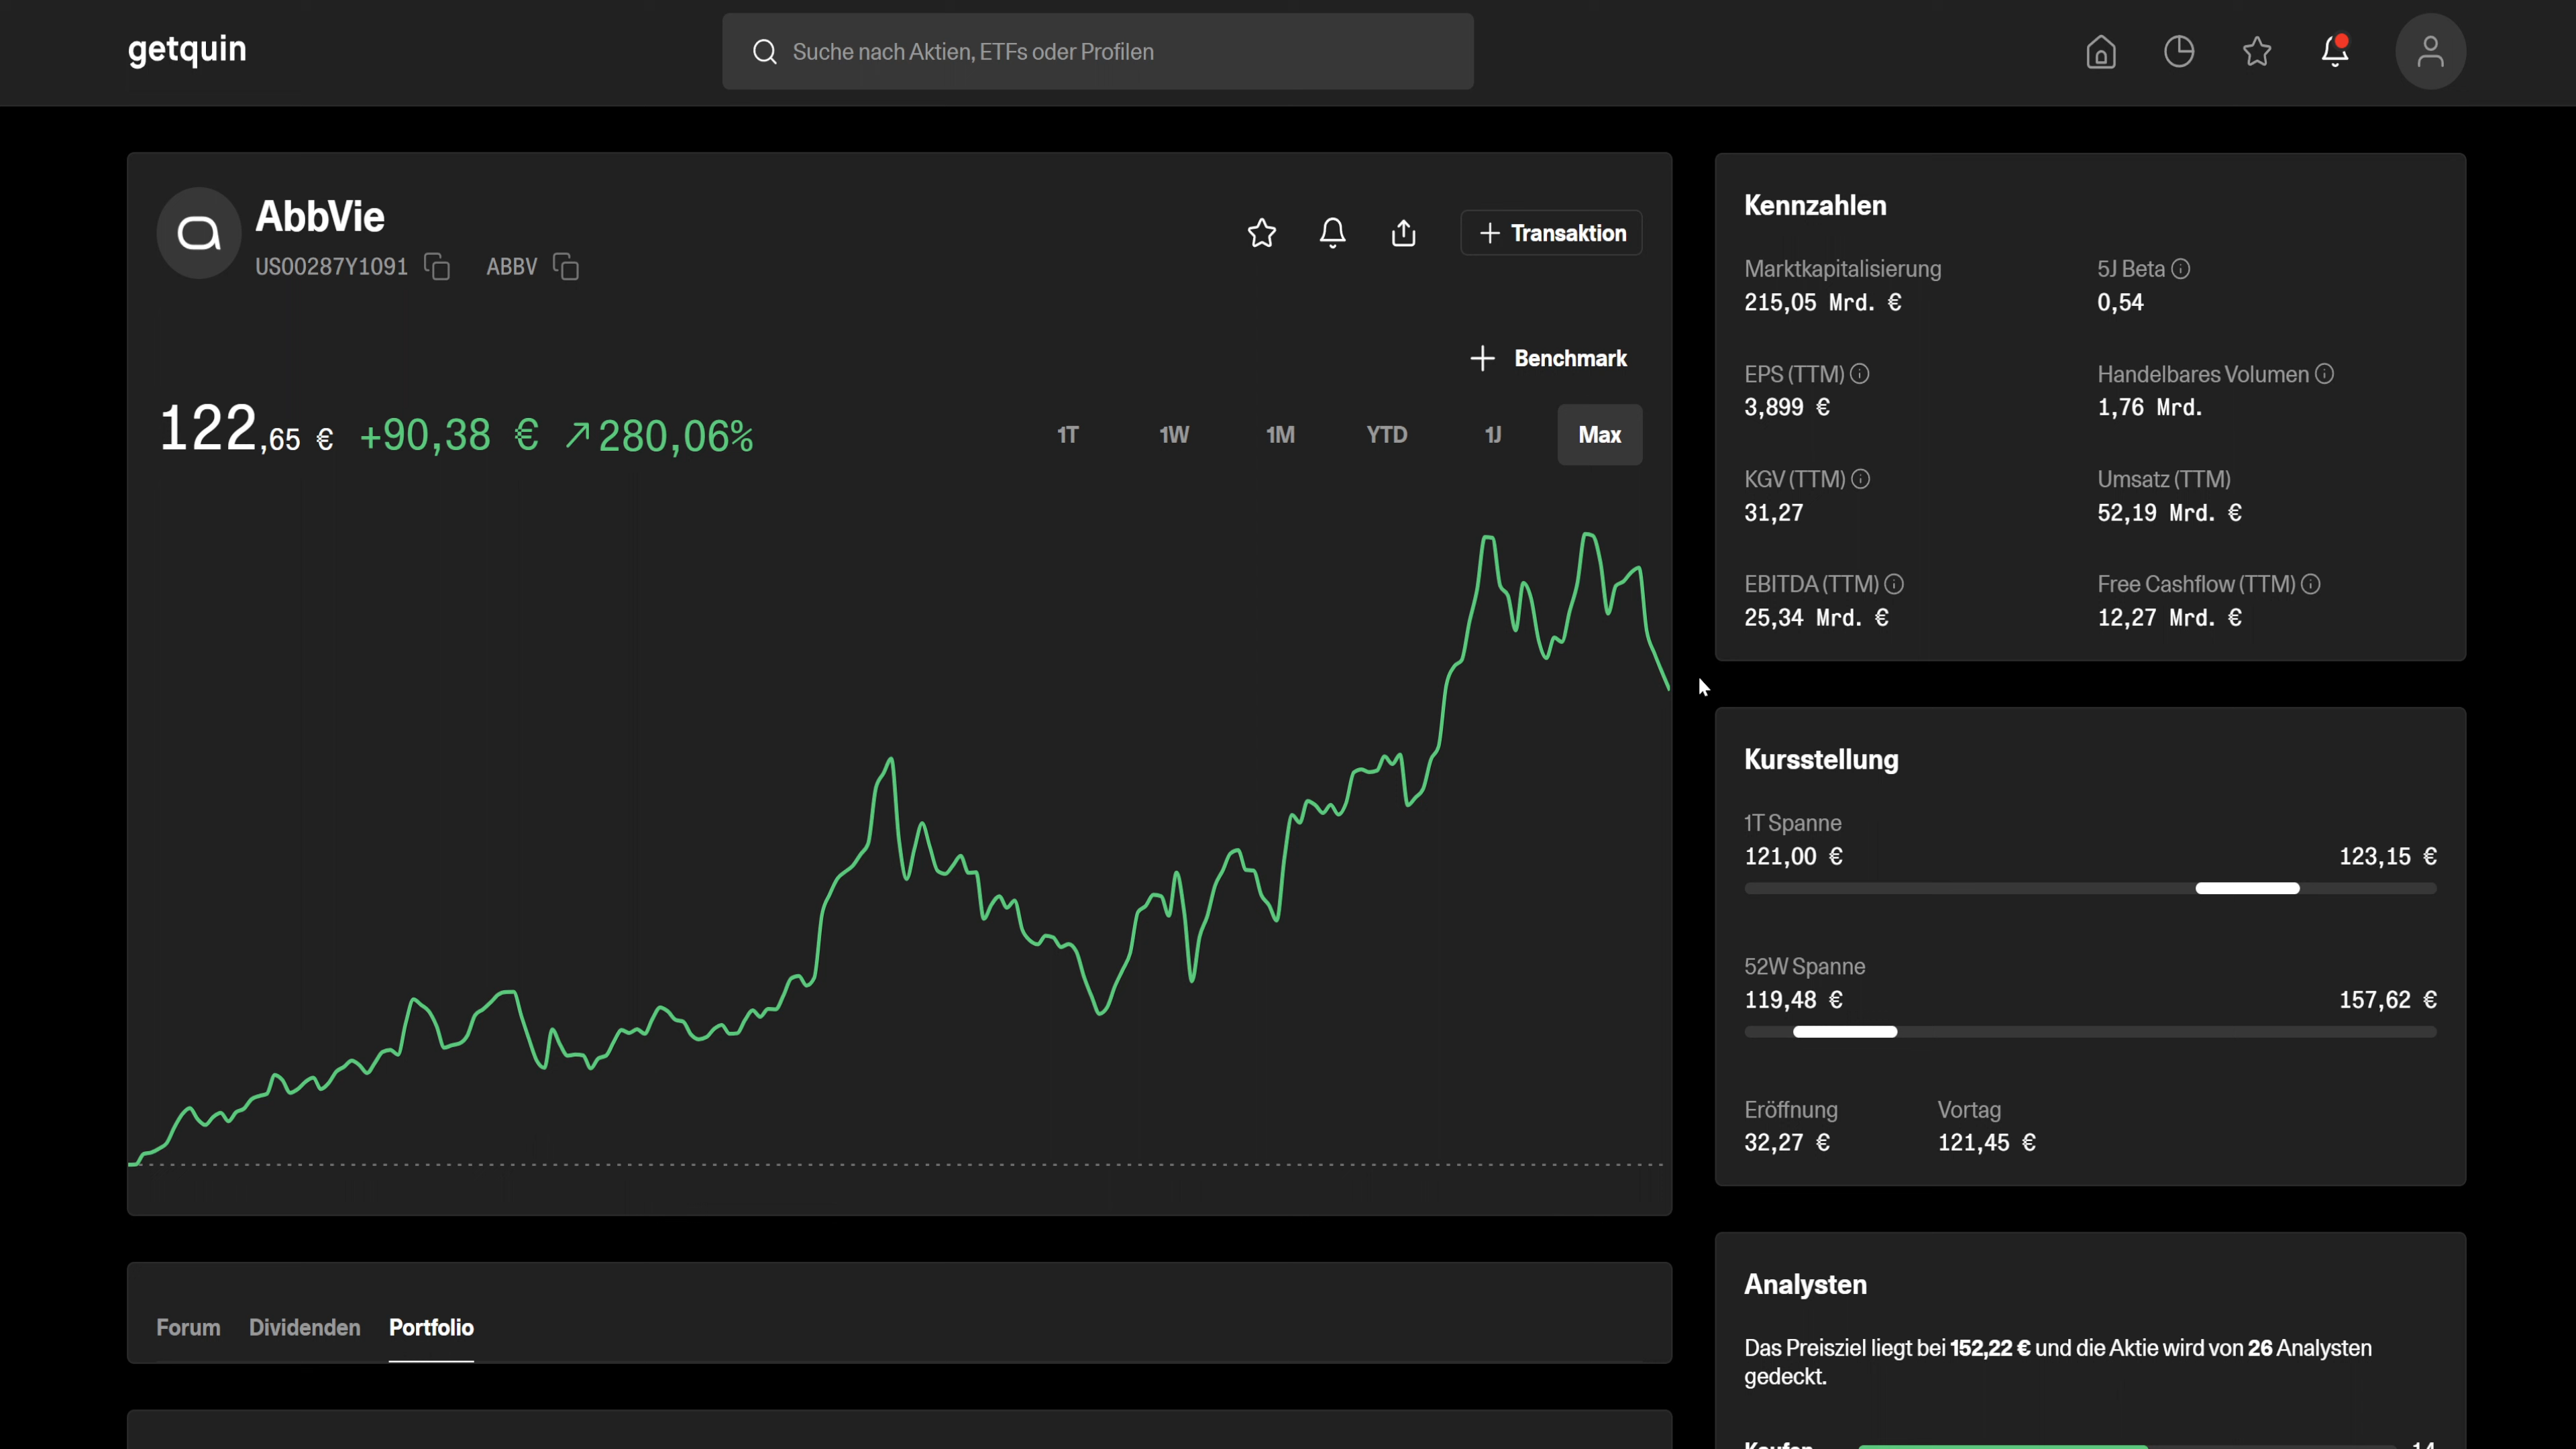 getquin
Suche nach Aktien, ETFs oder Profilen
AbbVie
US00287Y1091 ABBV
Transaktion
Benchmark
122,65 € +90,38 € 280,06%
1T 1W 1M YTD 1J Max
Kennzahlen
Marktkapitalisierung 5J Beta
215,05 Mrd. € 0,54
EPS (TTM) Handelbares Volumen
3,899 € 1,76 Mrd.
KGV (TTM) Umsatz (TTM)
31,27 52,19 Mrd. €
EBITDA (TTM) Free Cashflow (TTM)
25,34 Mrd. € 12,27 Mrd. €
Kursstellung
1T Spanne
121,00 € 123,15 €
52W Spanne
119,48 € 157,62 €
Eröffnung Vortag
32,27 € 121,45 €
Forum Dividenden Portfolio
Analysten
Das Preisziel liegt bei 152,22 € und die Aktie wird von 26 Analysten
gedeckt.